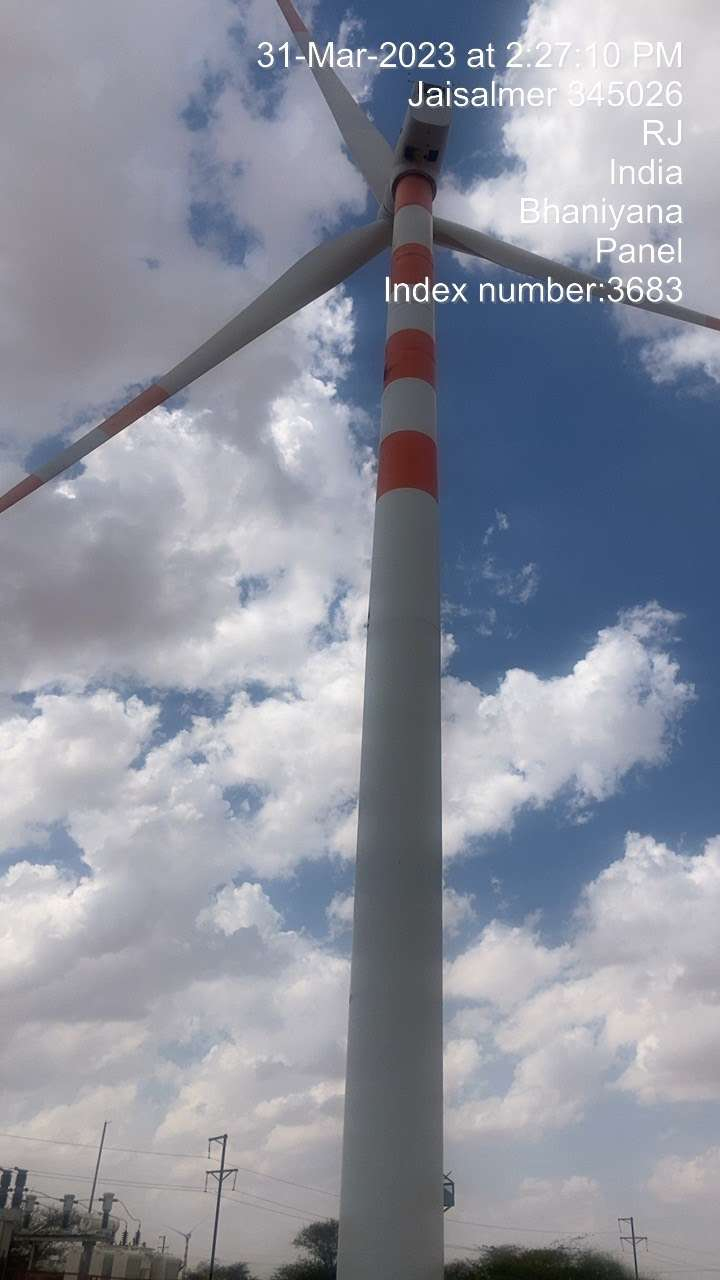 31-Mar-2023 at 2:27:10 PM
Jaisalmer 345026
RJ
India
Bhaniyana
Panel
Index number:3683